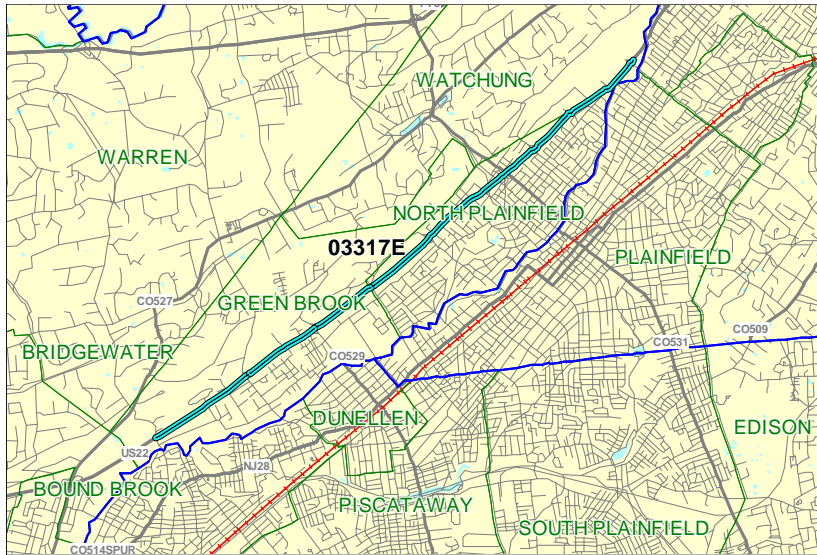 WATCHUNG
WARREN
NORTH PLAINFIELD
03317E
PLAINFIELD
CO527
GREEN BROOK
CO509
CO531
BRIDGEWATER
CO529
DUNELLEN
EDISON
US22
NJ28
BOUND BROOK
PISCATAWAY
SOUTH PLAINFIELD
CO514SPUR